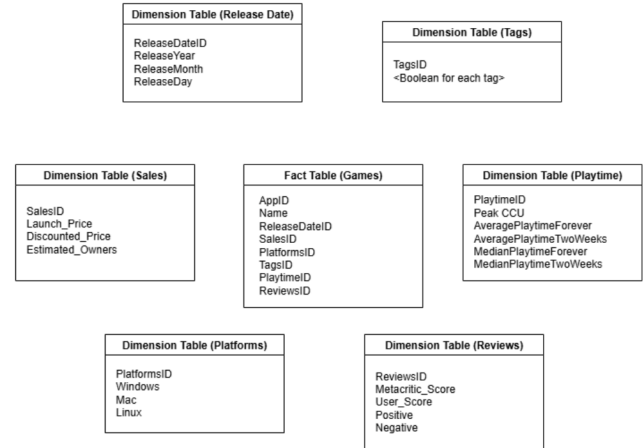 Dimension Table (Release Date)
ReleaseDateID
ReleaseYear
ReleaseMonth
ReleaseDay
Dimension Table (Tags)
TagsID
<Boolean for each tag>
Dimension Table (Sales)
SalesID
Launch_Price
Discounted_Price
Estimated_Owners
Fact Table (Games)
AppID
Name
ReleaseDateID
SalesID
PlatformsID
TagsID
PlaytimeID
ReviewsID
Dimension Table (Playtime)
PlaytimeID
Peak CCU
AveragePlaytimeForever
AveragePlaytimeTwoWeeks
MedianPlaytimeForever
MedianPlaytimeTwoWeeks
Dimension Table (Platforms)
PlatformsID
Windows
Mac
Linux
Dimension Table (Reviews)
ReviewsID
Metacritic_Score
User_Score
Positive
Negative